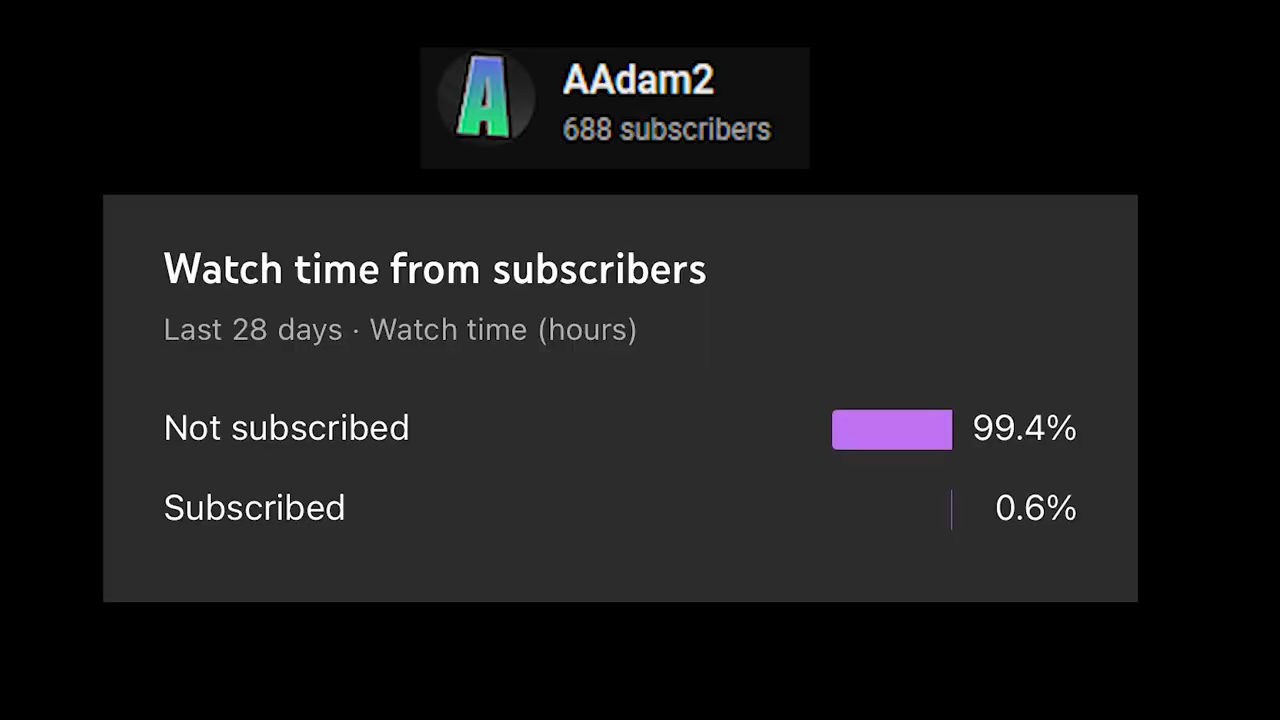 A
AAdam2
688 subscribers
Watch time from subscribers
Last 28 days · Watch time (hours)
Not subscribed 99.4%
Subscribed 0.6%